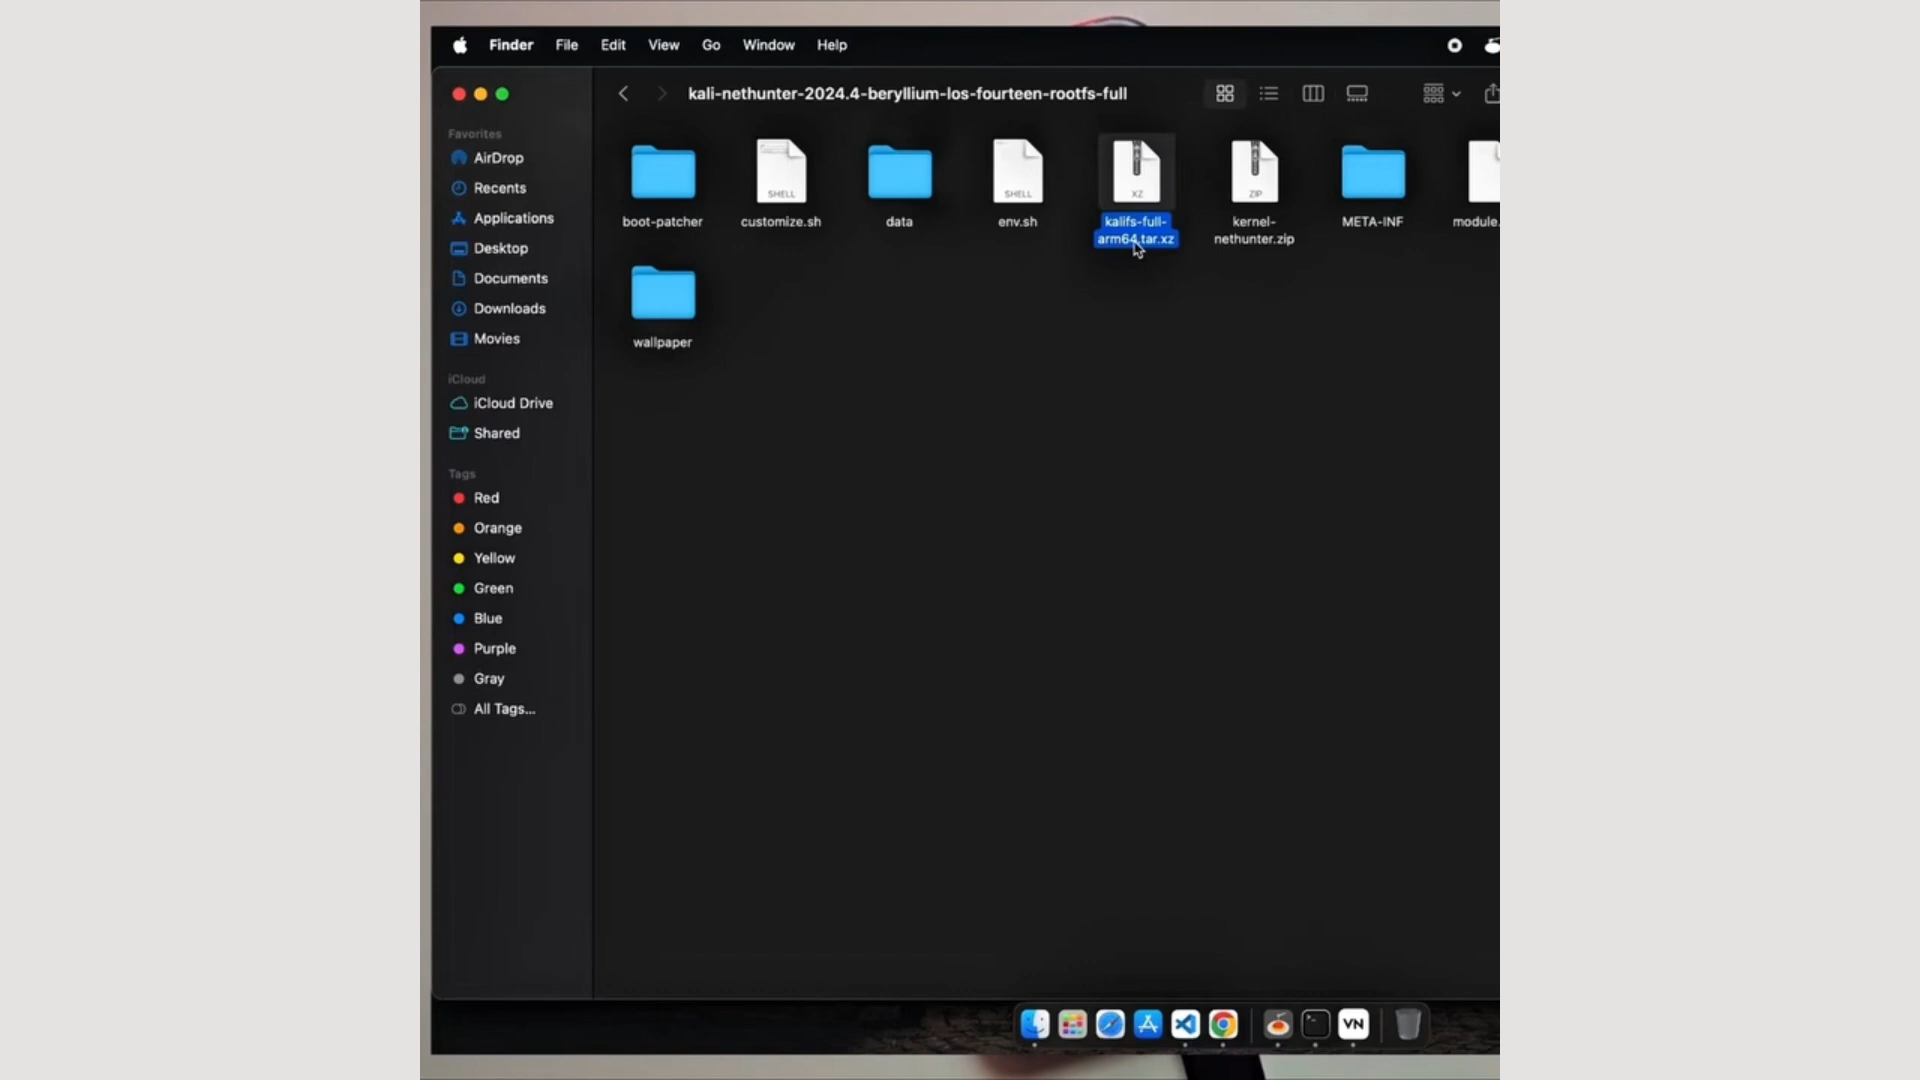 Finder File Edit View Go Window Help
kali-nethunter-2024.4-beryllium-los-fourteen-rootfs-full
Favorites
AirDrop
Recents
Applications
Desktop
Documents
Downloads
Movies
iCloud
iCloud Drive
Shared
Tags
Red
Orange
Yellow
Green
Blue
Purple
Gray
All Tags...
SHELL
SHELL
XZ
ZIP
boot-patcher
customize.sh
data
env.sh
kalifs-full-
arm64.tar.xz
kernel-
nethunter.zip
META-INF
module.
wallpaper
VN